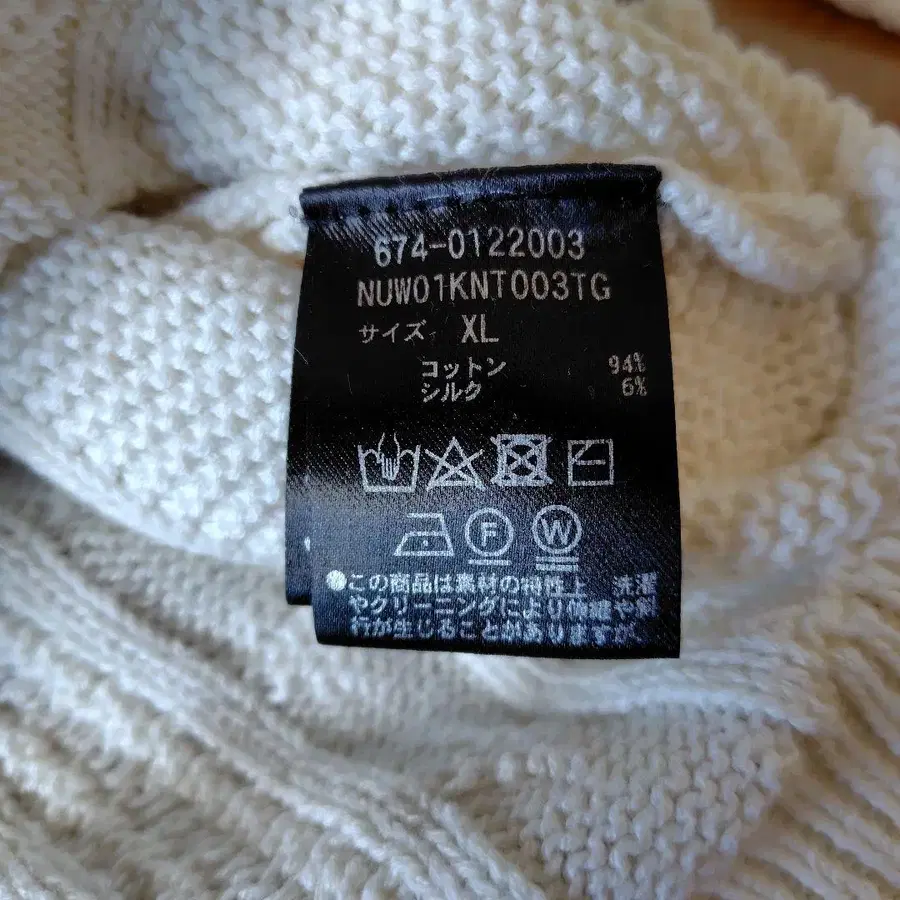 674-0122003
NUW01KNT003TG
サイズ XL
コットン 94%
シルク 6%
F W
●この商品は素材の特性上 洗濯
やクリーニングにより伸縮や斜
行が生じることがありますが、